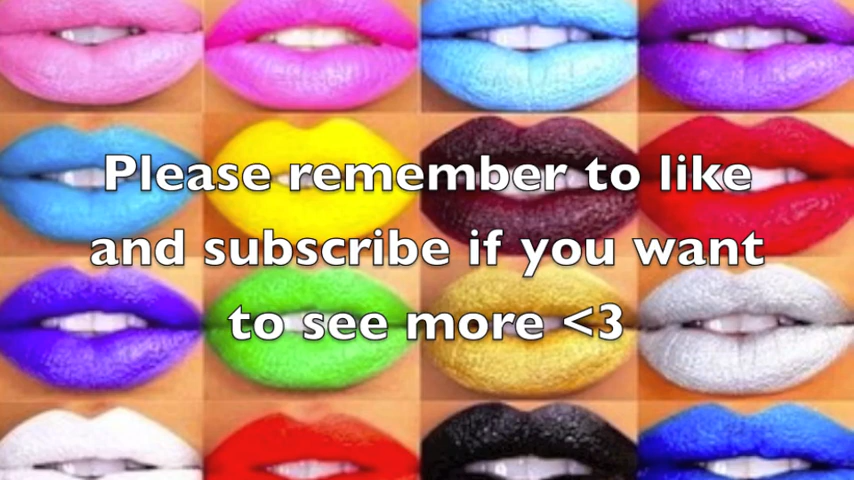 Please remember to like
and subscribe if you want
to see more <3